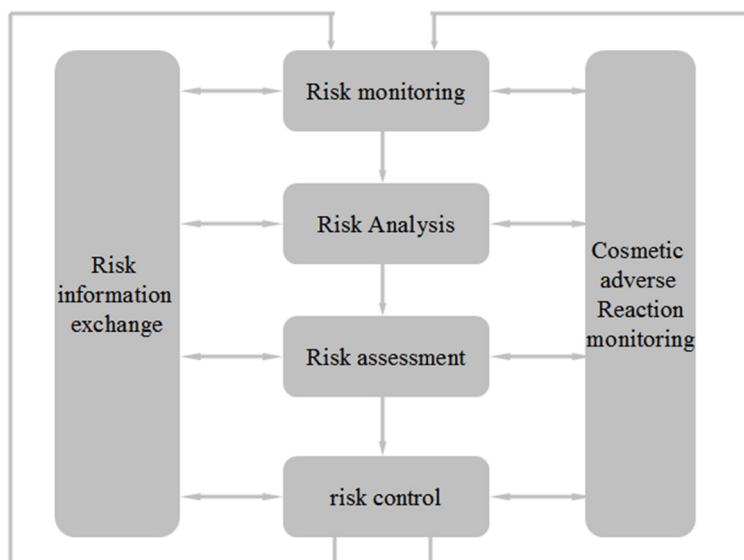 Risk monitoring
Risk Analysis
Risk assessment
risk control
Risk
information
exchange
Cosmetic
adverse
Reaction
monitoring